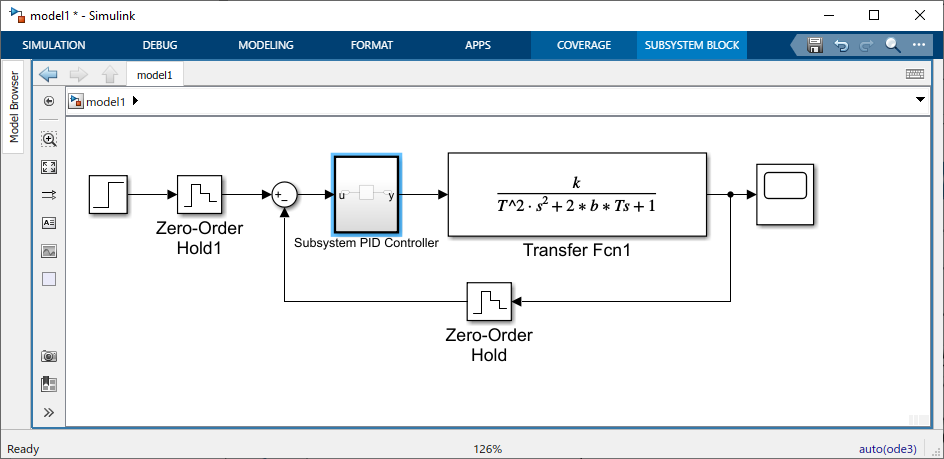 model1 * - Simulink
SIMULATION DEBUG MODELING FORMAT APPS COVERAGE SUBSYSTEM BLOCK
Model Browser
model1
model1
A
+
−
u y
k
T^2 · s² + 2 * b * Ts + 1
Zero-Order
Hold1
Subsystem PID Controller
Transfer Fcn1
Zero-Order
Hold
Ready 126% auto(ode3)